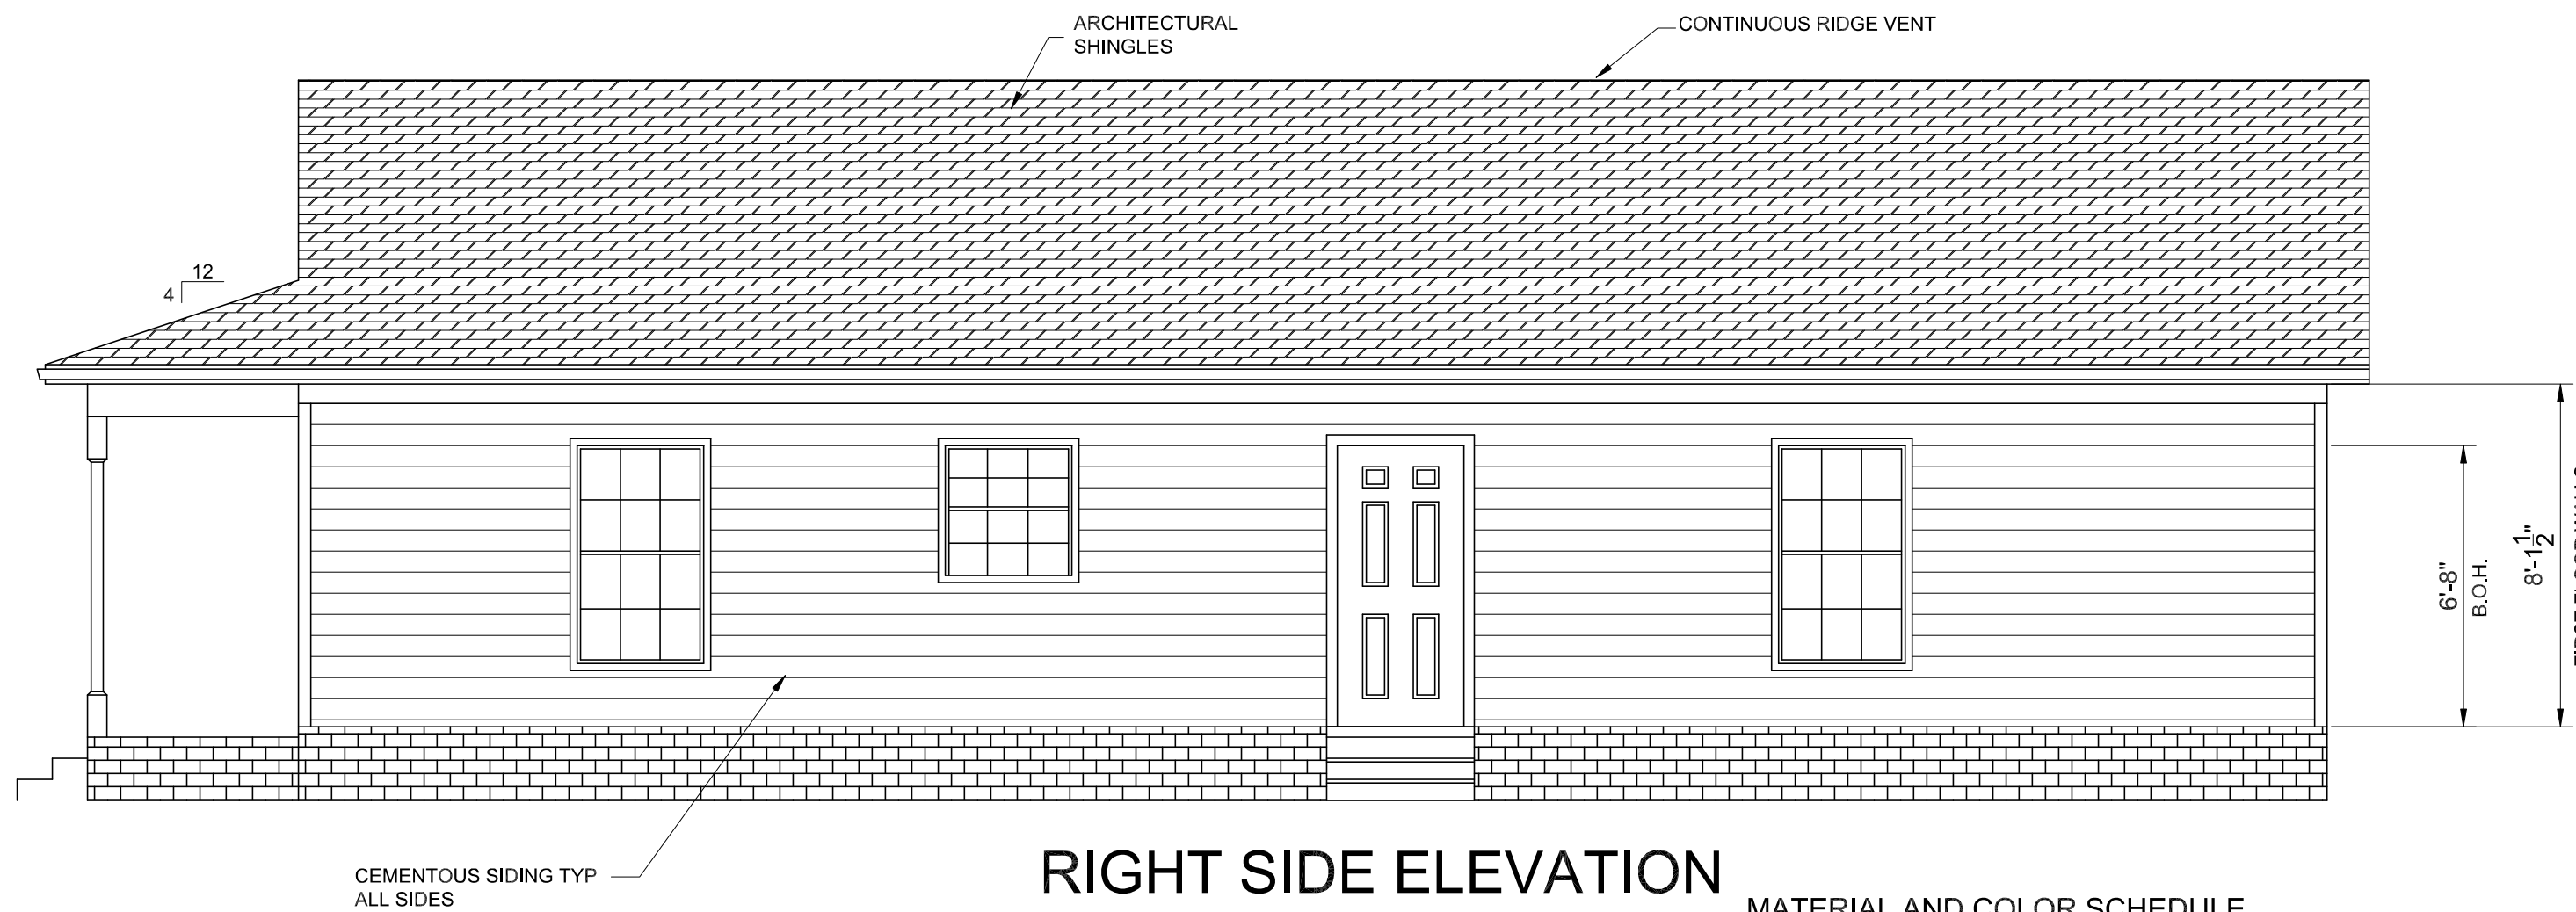 ARCHITECTURAL
SHINGLES
CONTINUOUS RIDGE VENT
12
4
6'-8"
B.O.H.
8'-1 1/2"
CEMENTOUS SIDING TYP
ALL SIDES
RIGHT SIDE ELEVATION
MATERIAL AND COLOR SCHEDULE